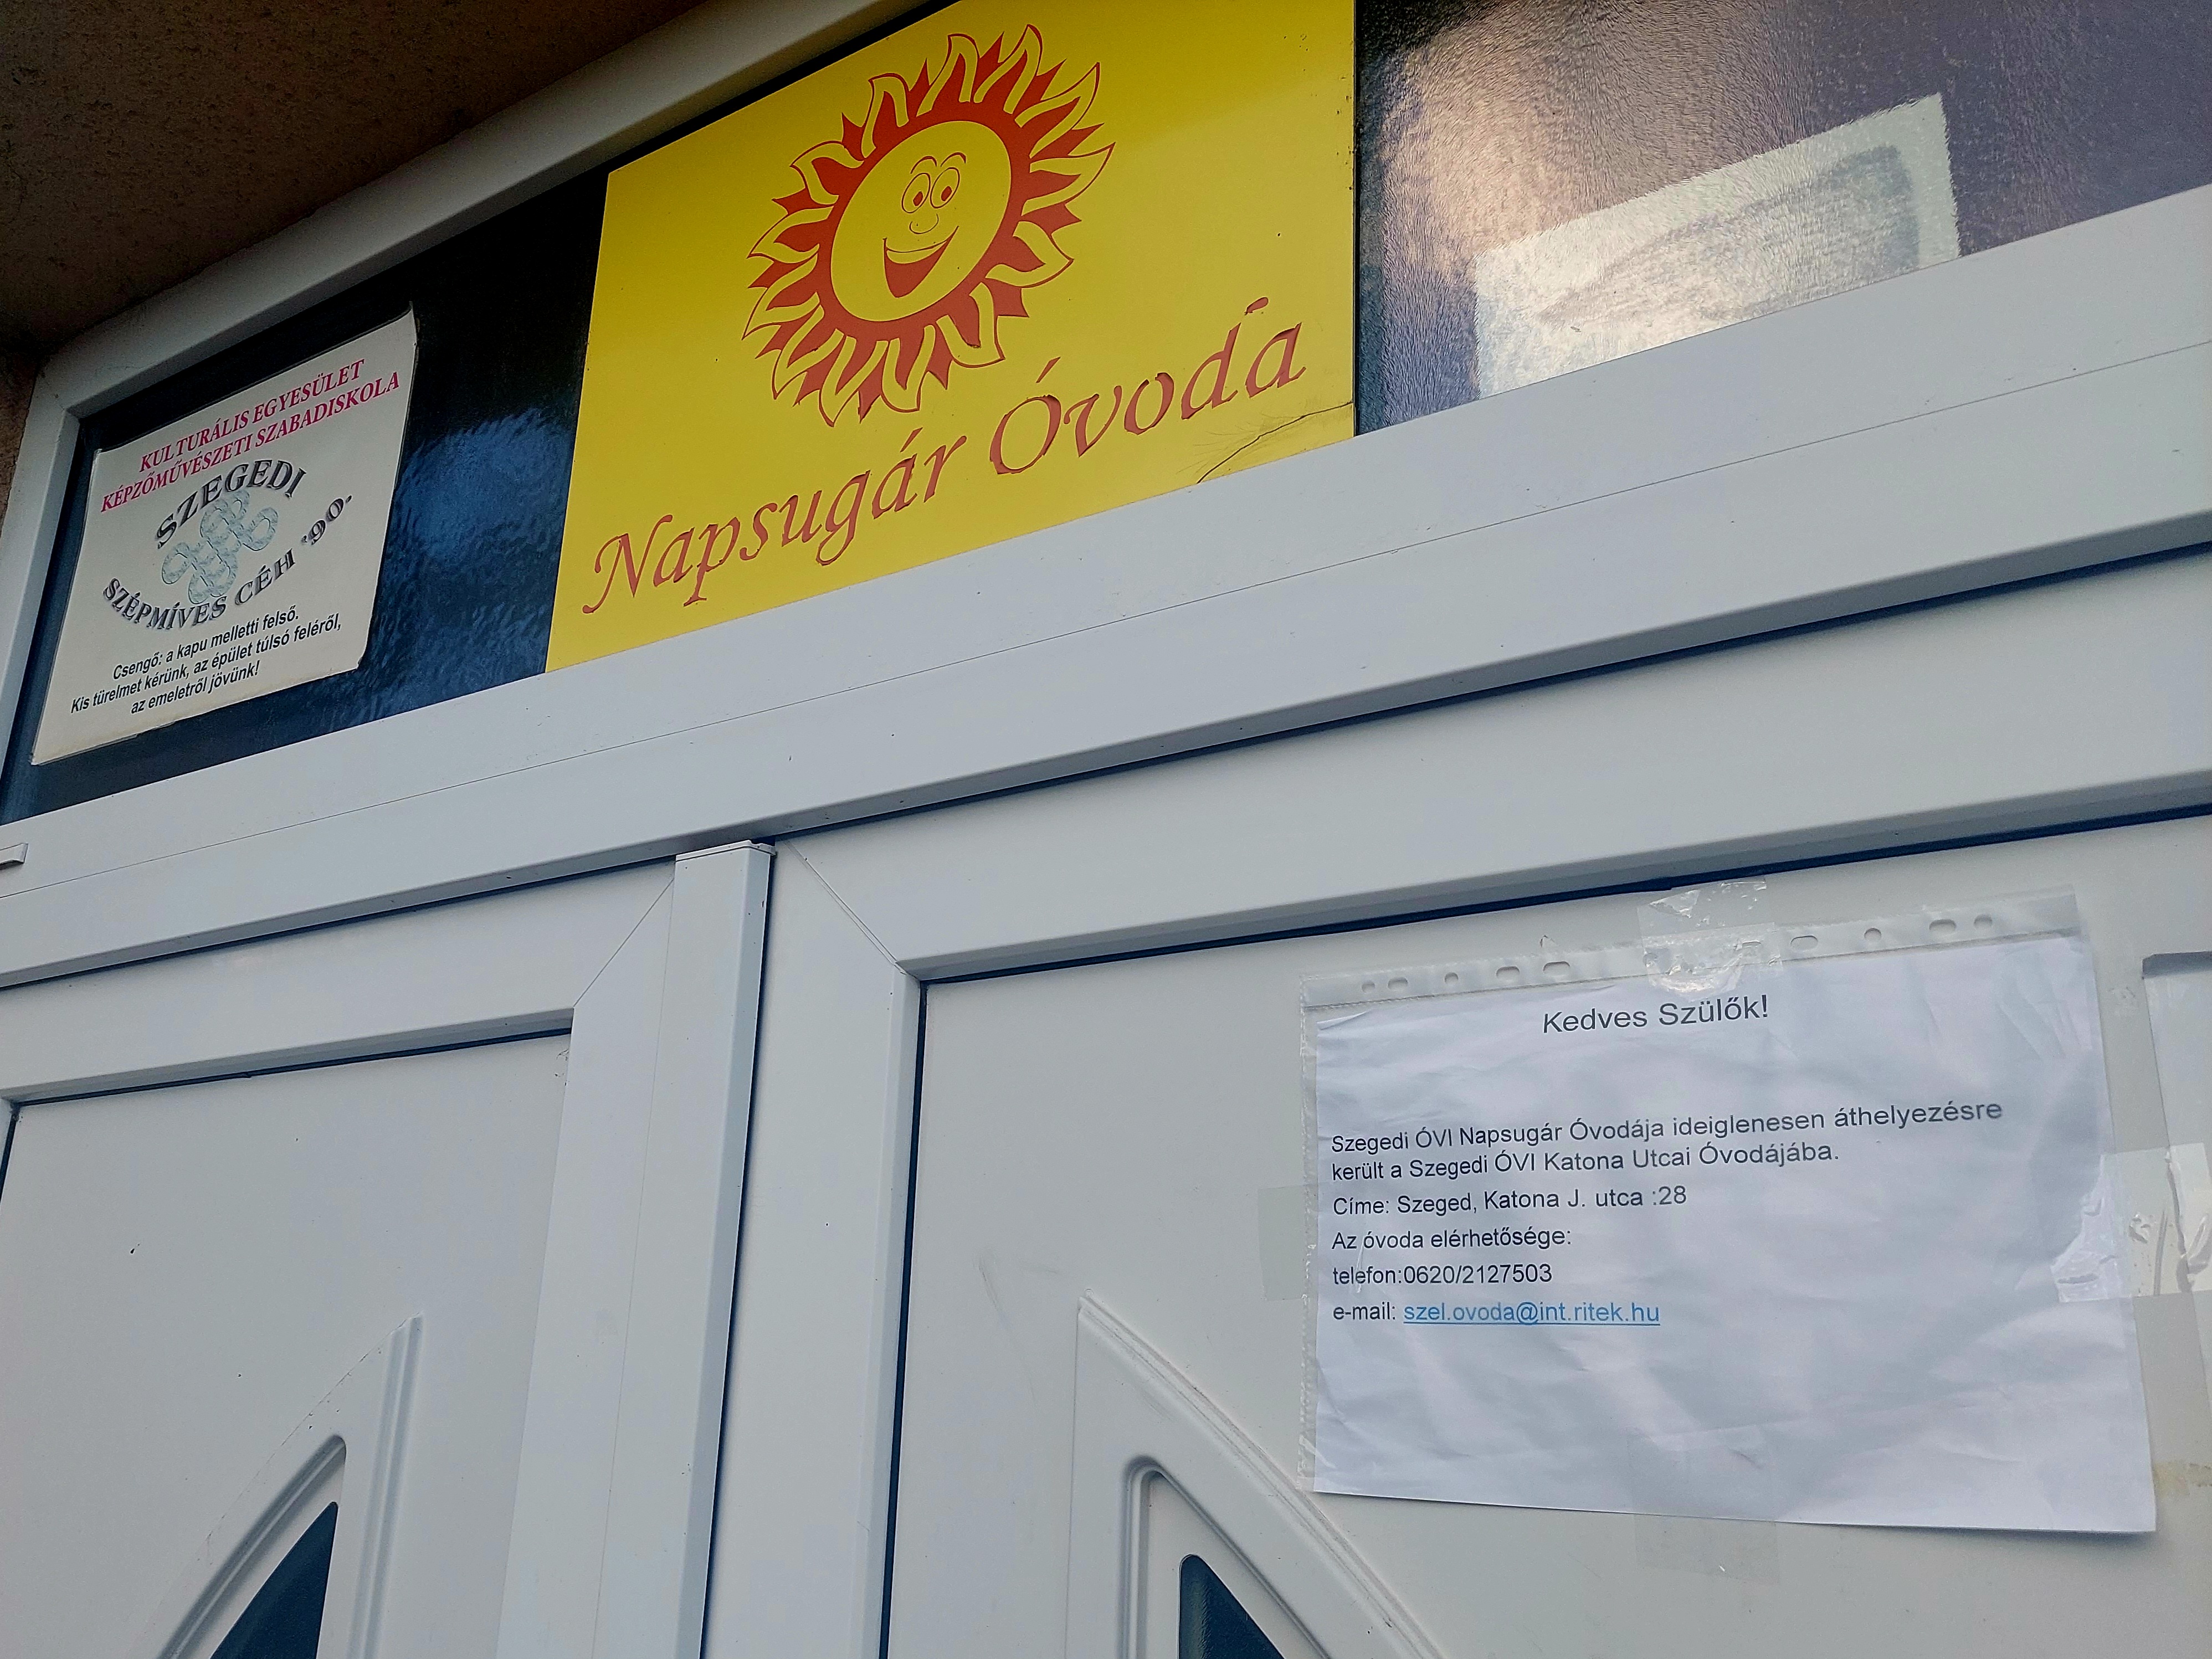 KULTURÁLIS EGYESÜLET
KÉPZŐMŰVÉSZETI SZABADISKOLA
SZEGEDI
SZÉPMÍVES CÉH '90.
Csengő: a kapu melletti felső.
Kis türelmet kérünk, az épület túlsó feléről,
az emeletről jövünk!
Napsugár Óvoda
Kedves Szülők!
Szegedi ÓVI Napsugár Óvodája ideiglenesen áthelyezésre
került a Szegedi ÓVI Katona Utcai Óvodájába.
Címe: Szeged, Katona J. utca :28
Az óvoda elérhetősége:
telefon:0620/2127503
e-mail: szel.ovoda@int.ritek.hu